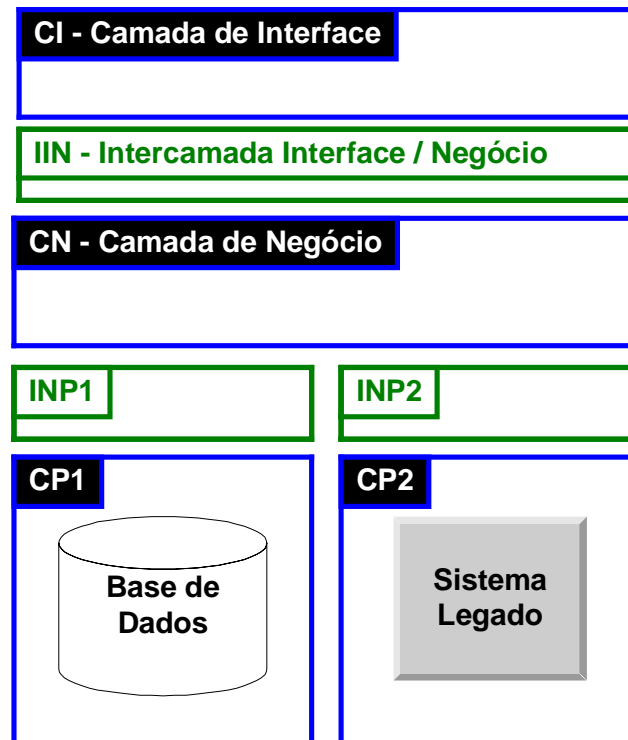 CI - Camada de Interface
IIN - Intercamada Interface / Negócio
CN - Camada de Negócio
INP1
INP2
CP1
CP2
Base de
Dados
Sistema
Legado